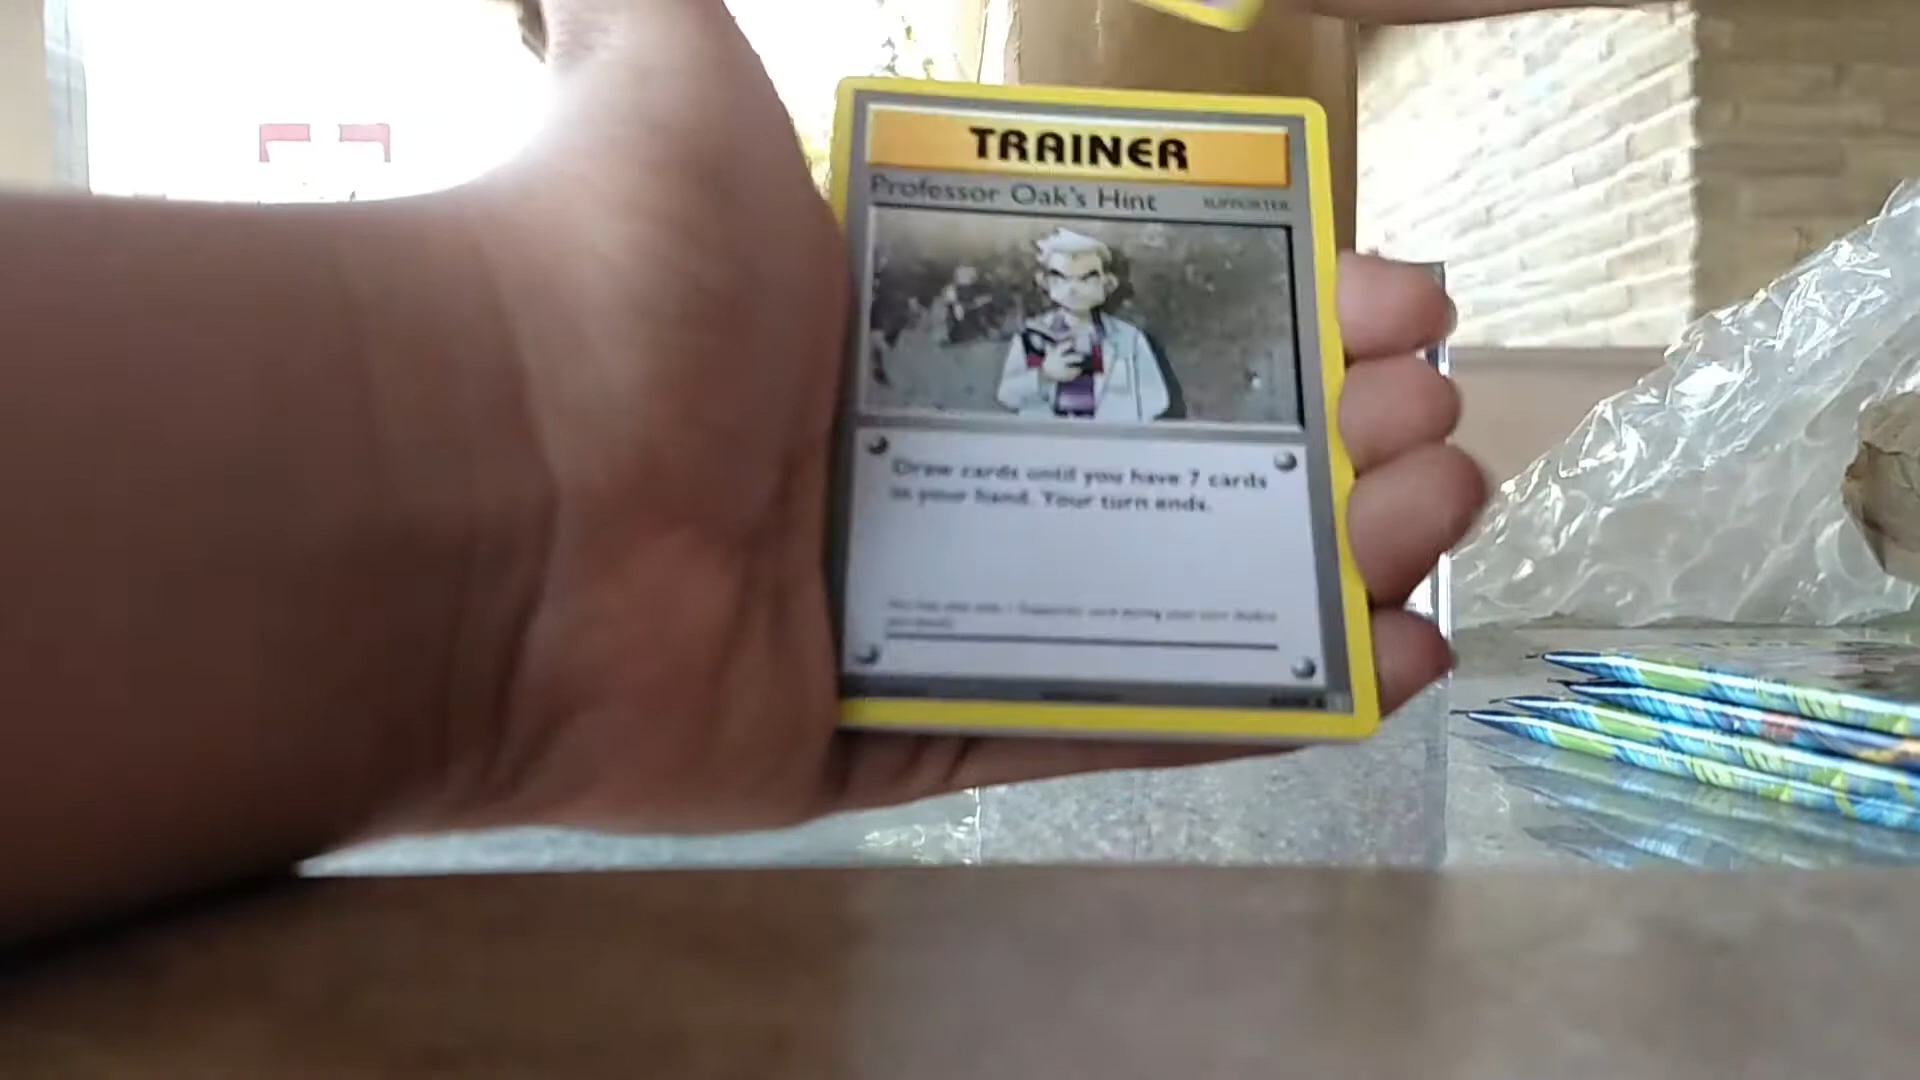 TRAINER
Professor Oak's Hint SUPPORTER
Draw cards until you have 7 cards
in your hand. Your turn ends.